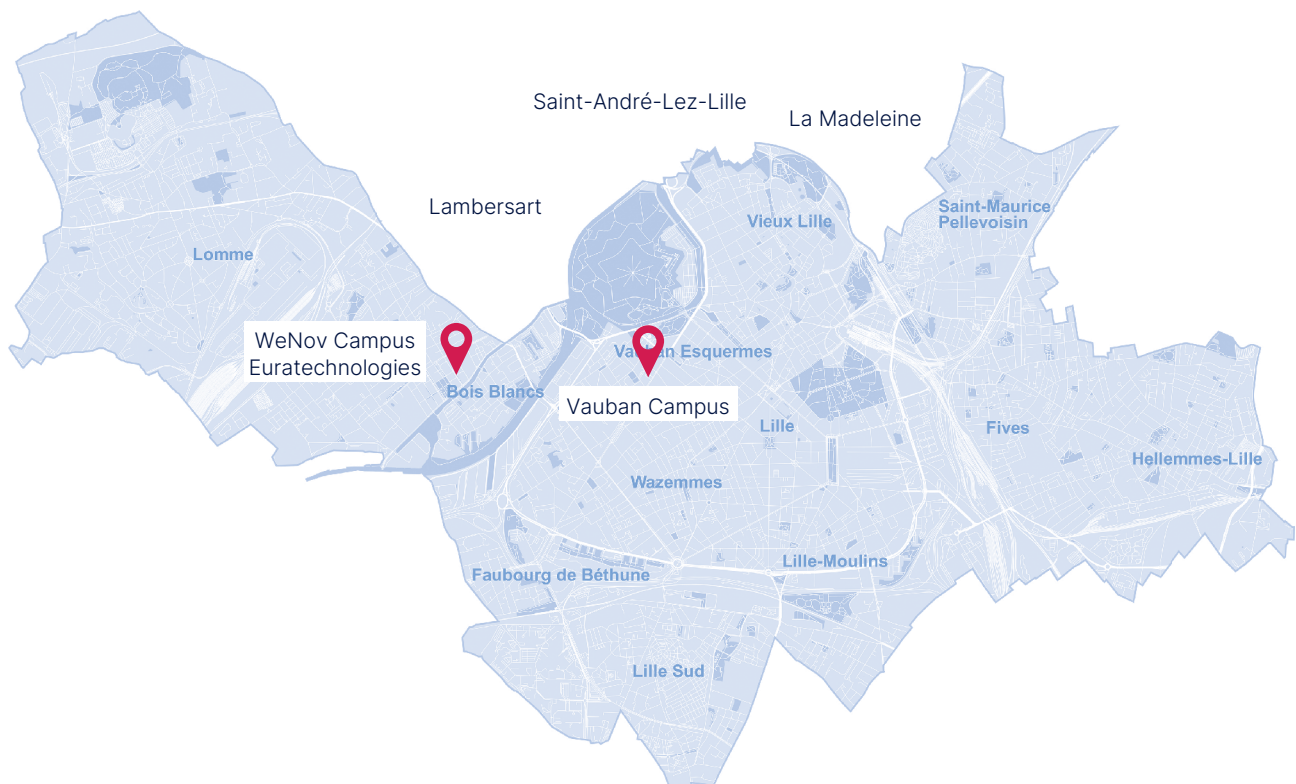 Saint-André-Lez-Lille
La Madeleine
Lambersart
Vieux Lille
Saint-Maurice
Pellevoisin
Lomme
WeNov Campus
Euratechnologies
Vauban Esquermes
Bois Blancs
Vauban Campus
Lille
Fives
Hellemmes-Lille
Wazemmes
Lille-Moulins
Faubourg de Béthune
Lille Sud